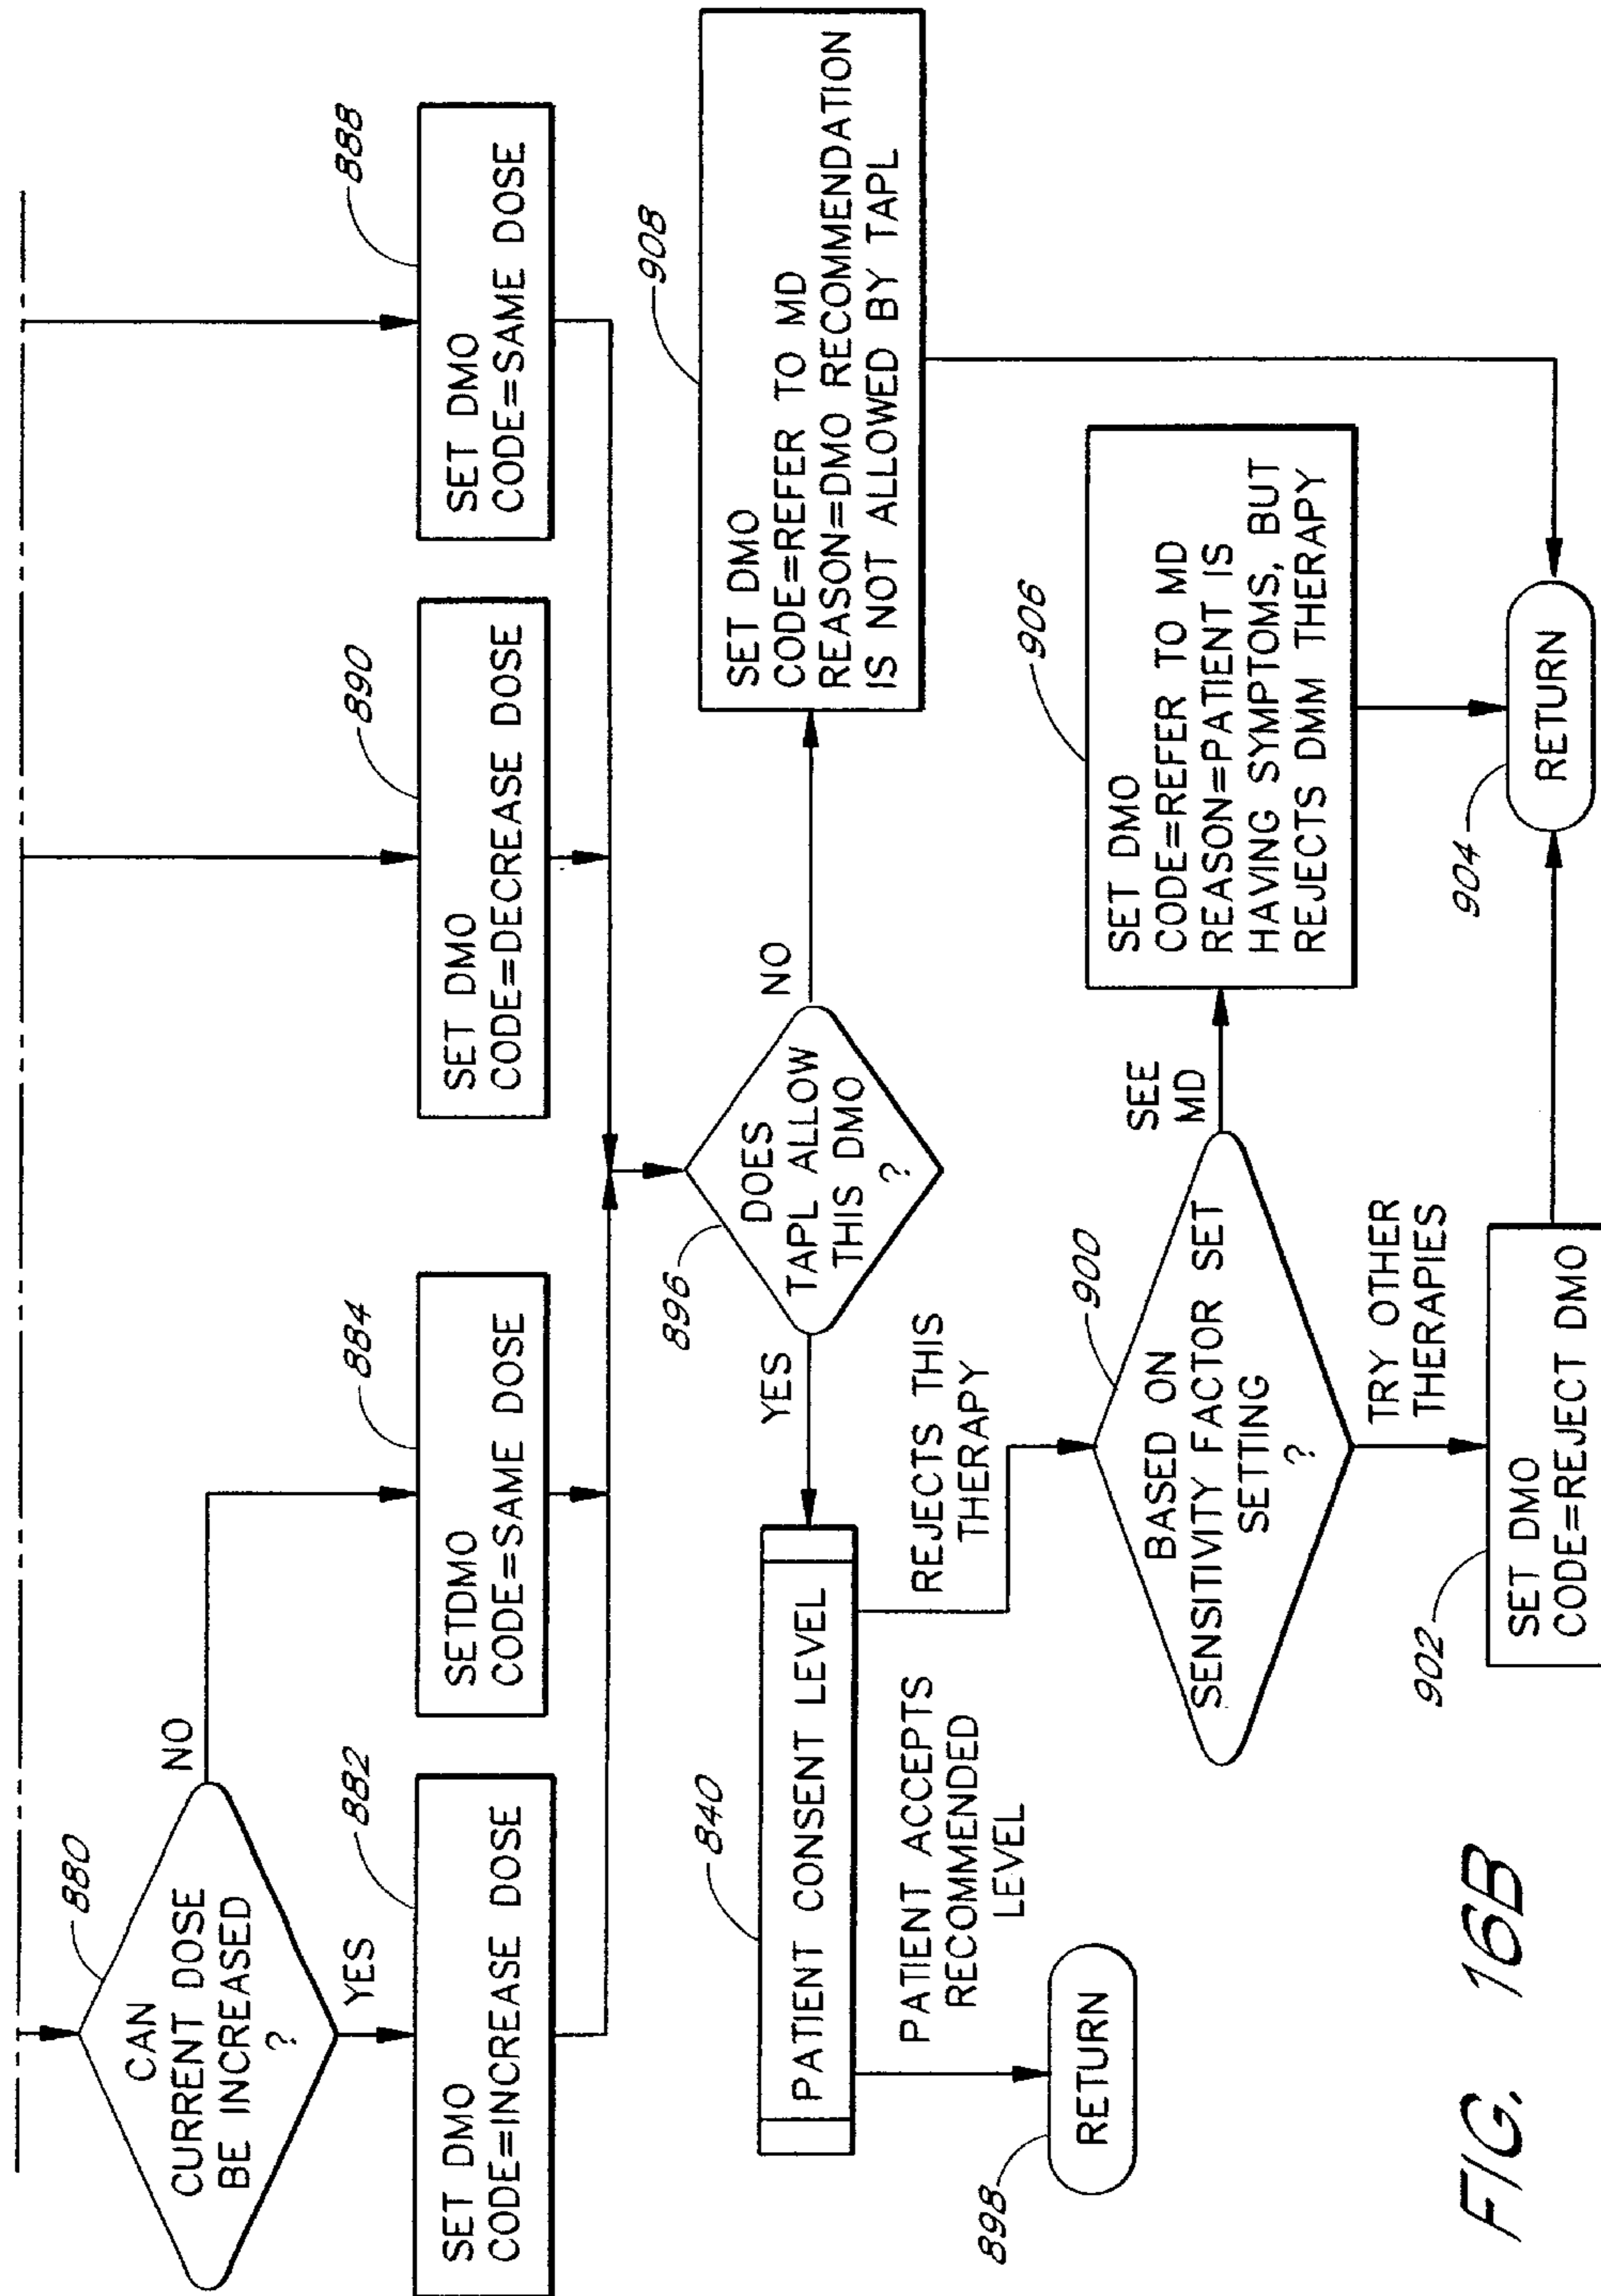 880
CAN
CURRENT DOSE
BE INCREASED
?
NO
YES
882
SET DMO
CODE=INCREASE DOSE
884
SETDMO
CODE=SAME DOSE
890
SET DMO
CODE=DECREASE DOSE
888
SET DMO
CODE=SAME DOSE
896
DOES
TAPL ALLOW
THIS DMO
?
YES
NO
908
SET DMO
CODE=REFER TO MD
REASON=DMO RECOMMENDATION
IS NOT ALLOWED BY TAPL
840
PATIENT CONSENT LEVEL
PATIENT ACCEPTS
RECOMMENDED
LEVEL
REJECTS THIS
THERAPY
898
RETURN
900
BASED ON
SENSITIVITY FACTOR SET
SETTING
?
SEE
MD
TRY OTHER
THERAPIES
906
SET DMO
CODE=REFER TO MD
REASON=PATIENT IS
HAVING SYMPTOMS, BUT
REJECTS DMM THERAPY
902
SET DMO
CODE=REJECT DMO
904
RETURN
FIG. 16B